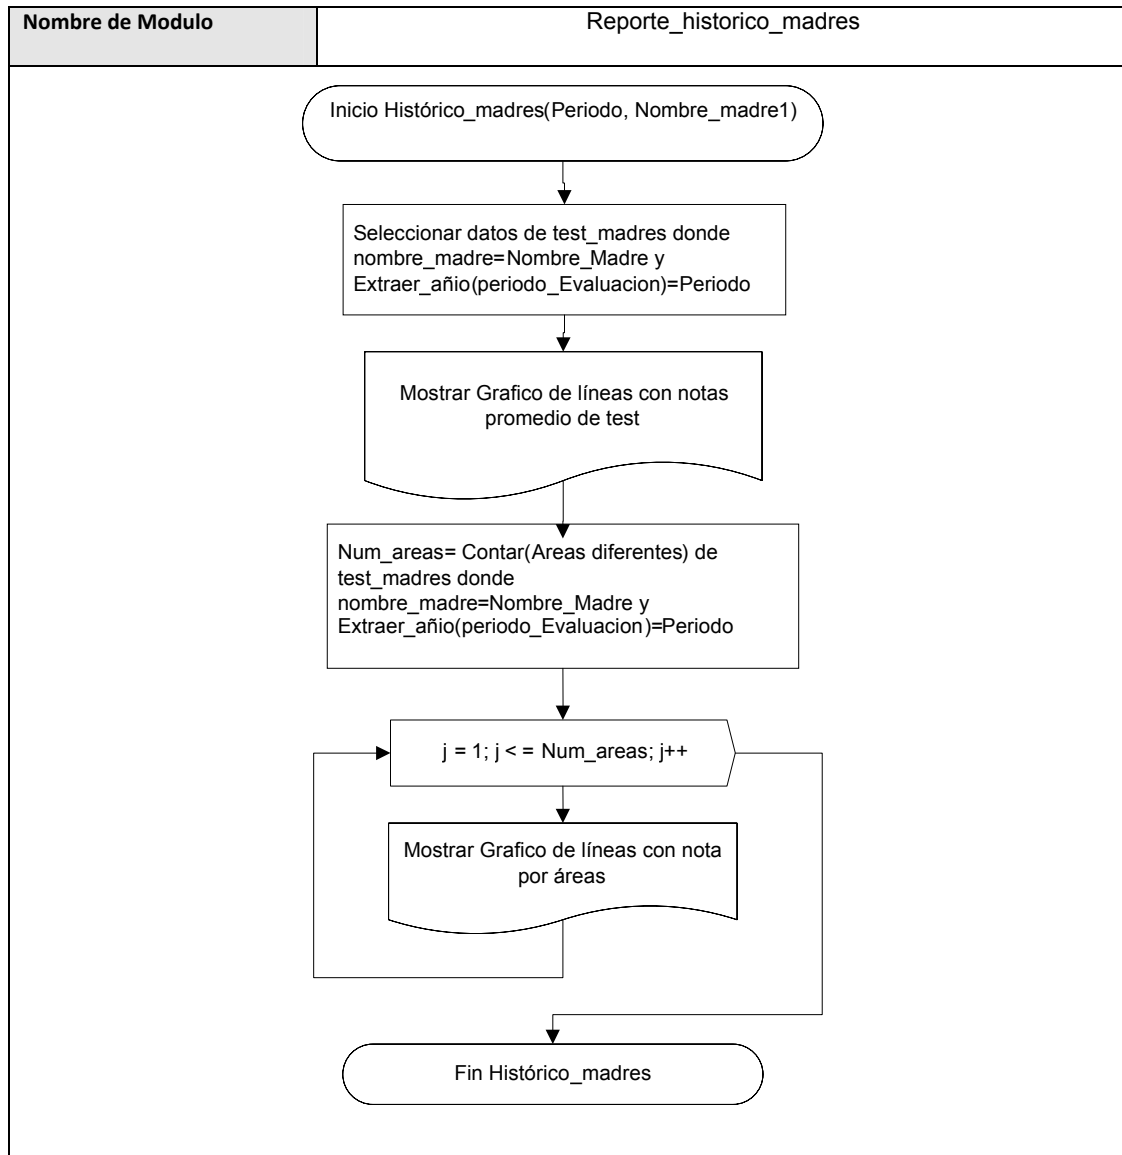 Nombre de Modulo
Reporte_historico_madres
Inicio Histórico_madres(Periodo, Nombre_madre1)
Seleccionar datos de test_madres donde
nombre_madre=Nombre_Madre y
Extraer_añio(periodo_Evaluacion)=Periodo
Mostrar Grafico de líneas con notas
promedio de test
Num_areas= Contar(Areas diferentes) de
test_madres donde
nombre_madre=Nombre_Madre y
Extraer_añio(periodo_Evaluacion)=Periodo
j = 1; j < = Num_areas; j++
Mostrar Grafico de líneas con nota
por áreas
Fin Histórico_madres